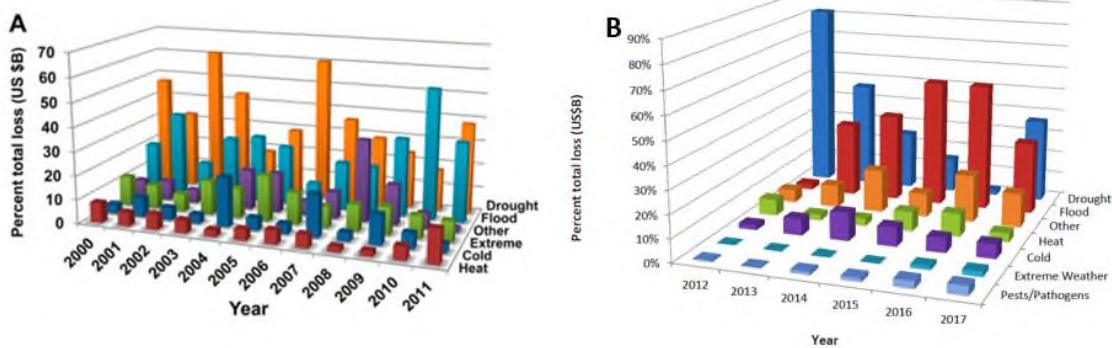 A
Percent total loss (US $B)
70
60
50
40
30
20
10
0
2000
2001
2002
2003
2004
2005
2006
2007
2008
2009
2010
2011
Year
Drought
Flood
Other
Extreme
Cold
Heat
B
Percent total loss (US$B)
90%
80%
70%
60%
50%
40%
30%
20%
10%
0%
2012
2013
2014
2015
2016
2017
Year
Drought
Flood
Other
Heat
Cold
Extreme Weather
Pests/Pathogens